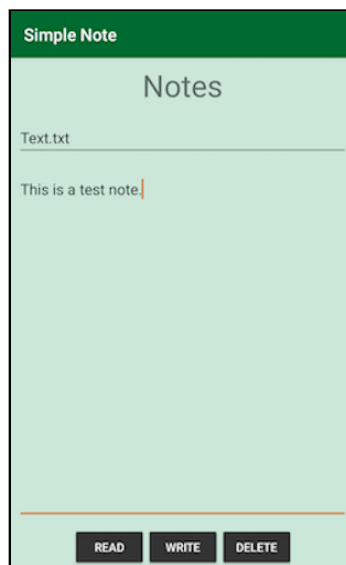 Simple Note
Notes
Text.txt
This is a test note.
READ WRITE DELETE